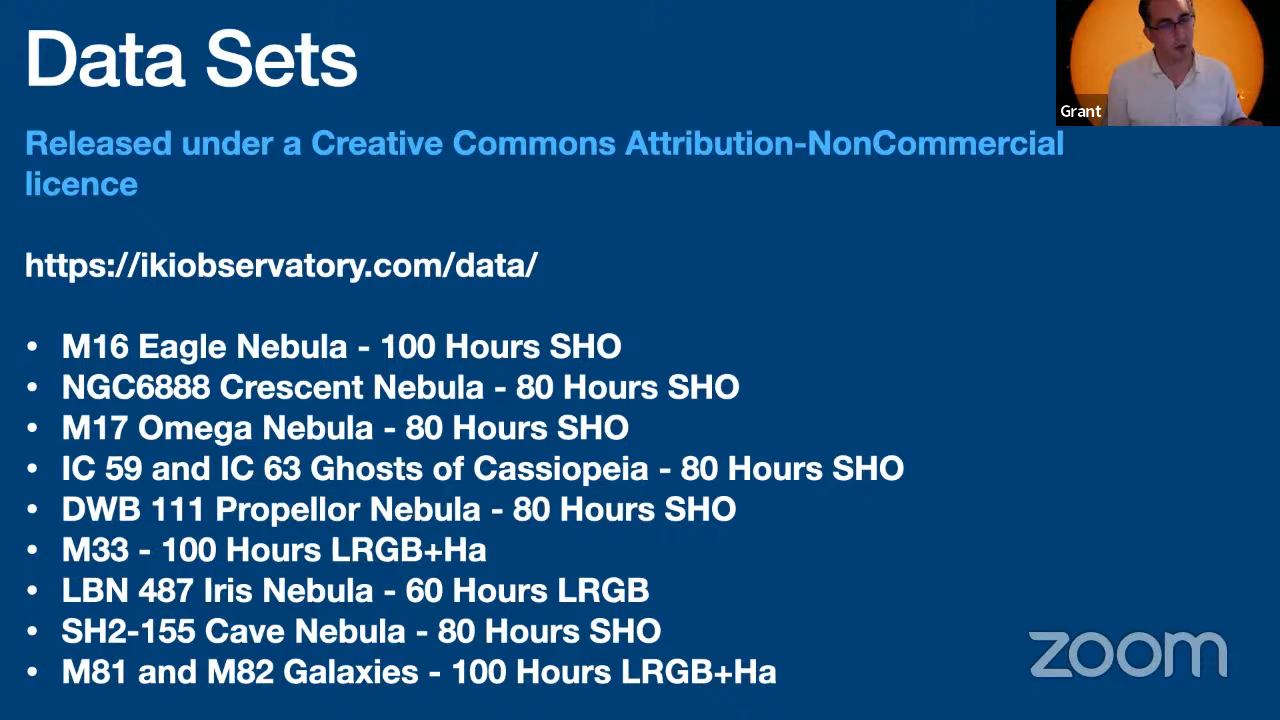 Data Sets
Grant
Released under a Creative Commons Attribution-NonCommercial
licence
https://ikiobservatory.com/data/
• M16 Eagle Nebula - 100 Hours SHO
• NGC6888 Crescent Nebula - 80 Hours SHO
• M17 Omega Nebula - 80 Hours SHO
• IC 59 and IC 63 Ghosts of Cassiopeia - 80 Hours SHO
• DWB 111 Propellor Nebula - 80 Hours SHO
• M33 - 100 Hours LRGB+Ha
• LBN 487 Iris Nebula - 60 Hours LRGB
• SH2-155 Cave Nebula - 80 Hours SHO
• M81 and M82 Galaxies - 100 Hours LRGB+Ha
zoom